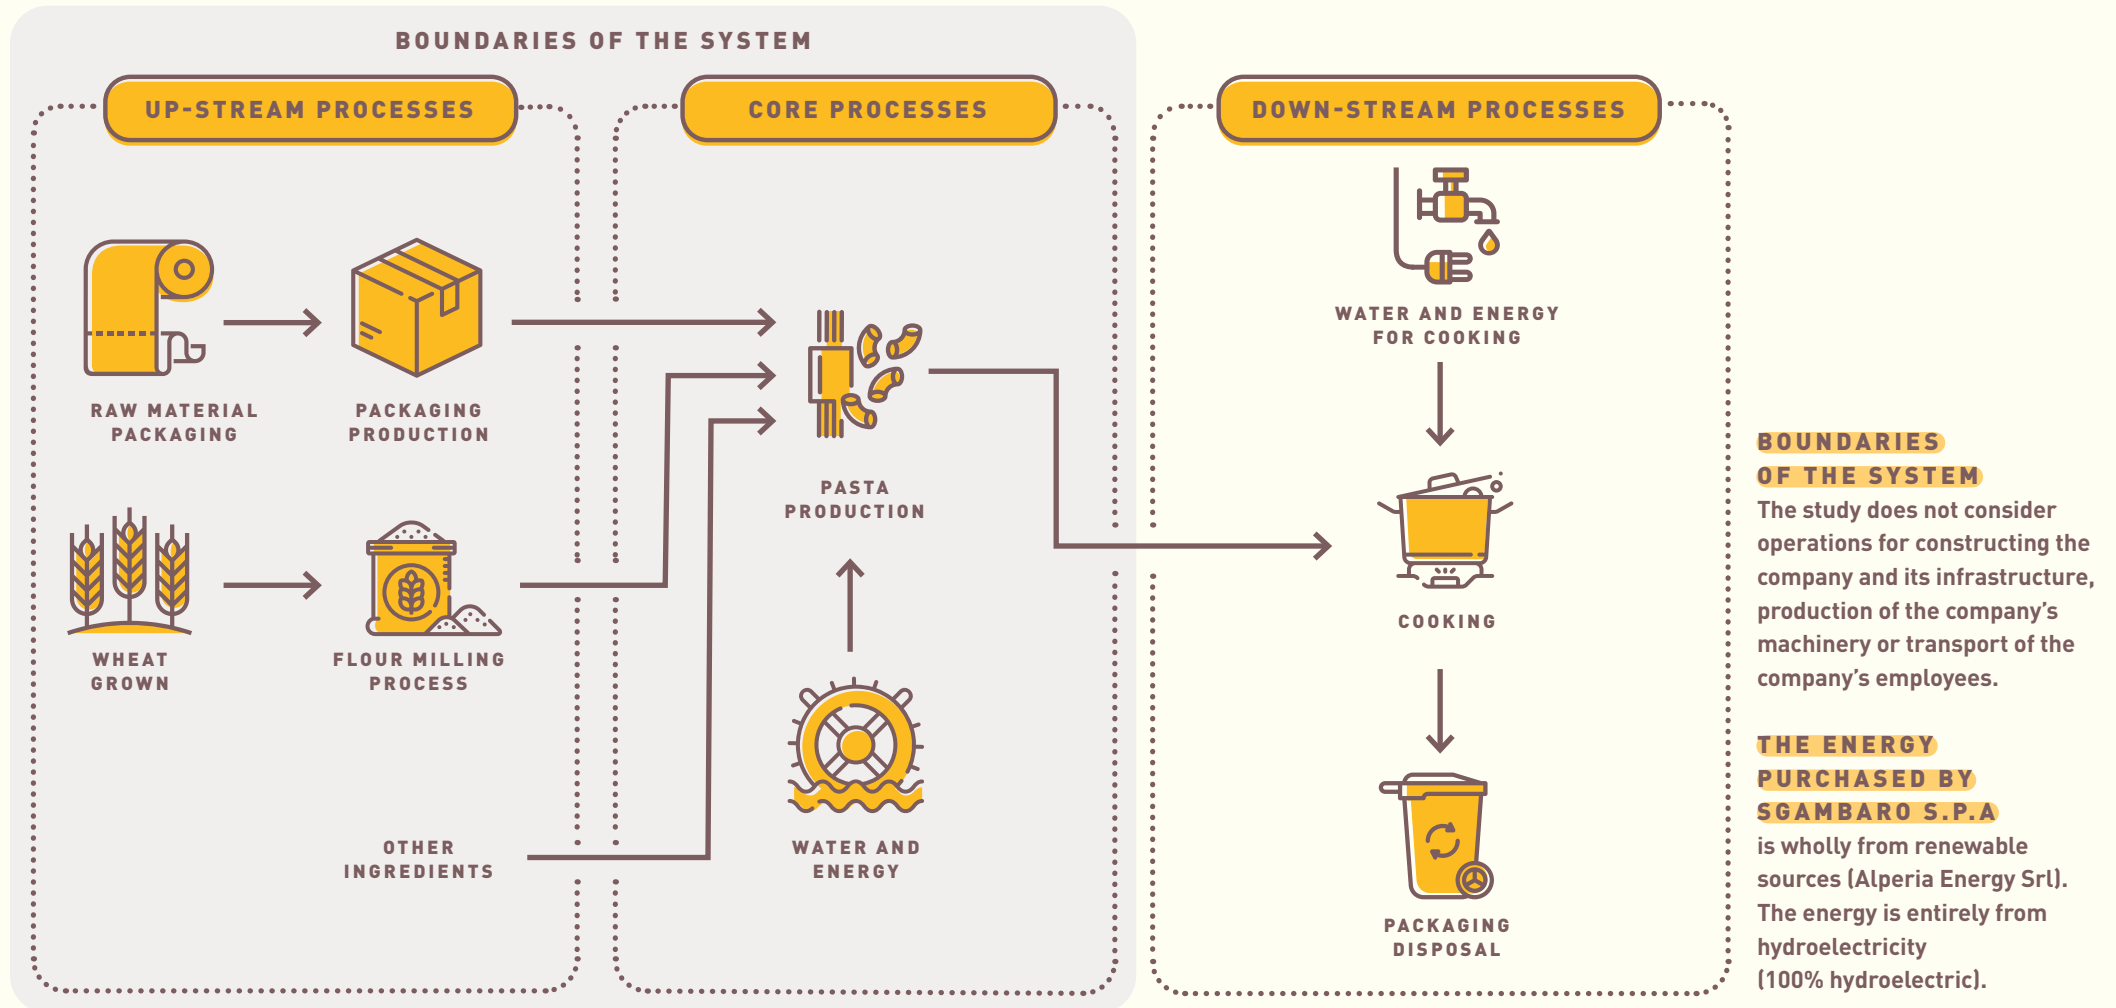 BOUNDARIES OF THE SYSTEM
UP-STREAM PROCESSES
RAW MATERIAL
PACKAGING
PACKAGING
PRODUCTION
WHEAT
GROWN
FLOUR MILLING
PROCESS
OTHER
INGREDIENTS
CORE PROCESSES
PASTA
PRODUCTION
WATER AND
ENERGY
DOWN-STREAM PROCESSES
WATER AND ENERGY
FOR COOKING
COOKING
PACKAGING
DISPOSAL
BOUNDARIES
OF THE SYSTEM
The study does not consider
operations for constructing the
company and its infrastructure,
production of the company’s
machinery or transport of the
company’s employees.
THE ENERGY
PURCHASED BY
SGAMBARO S.P.A
is wholly from renewable
sources (Alperia Energy Srl).
The energy is entirely from
hydroelectricity
(100% hydroelectric).